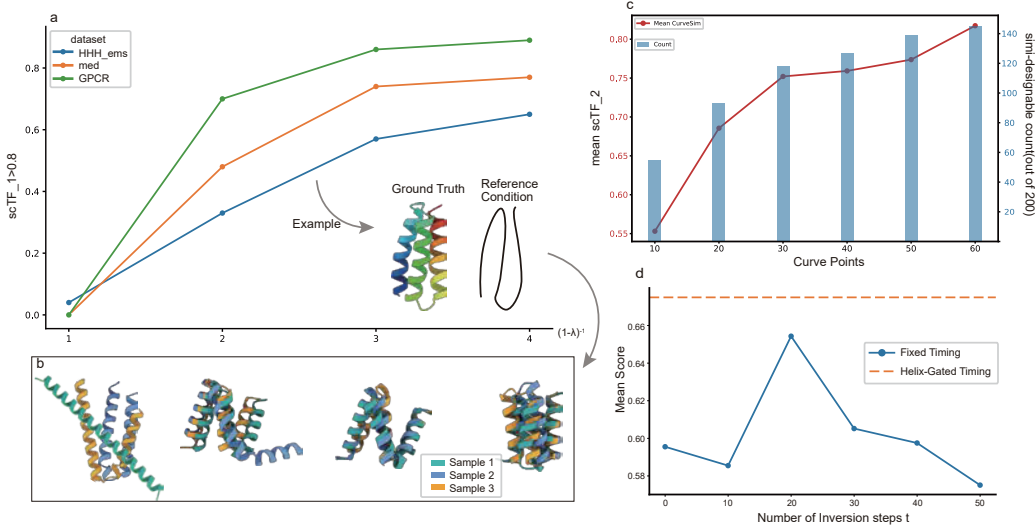 a
dataset
HHH_ems
med
GPCR
scTF_1>0.8
0.8
0.6
0.4
0.2
0.0
1
2
3
4
(1-λ)⁻¹
Example
Ground Truth
Reference
Condition
b
Sample 1
Sample 2
Sample 3
c
Mean CurveSim
Count
mean scTF_2
0.80
0.75
0.70
0.65
0.60
0.55
10
20
30
40
50
60
Curve Points
140
120
100
80
60
40
20
simi-designable count(out of 200)
d
Mean Score
0.66
0.64
0.62
0.60
0.58
Fixed Timing
Helix-Gated Timing
0
10
20
30
40
50
Number of Inversion steps t